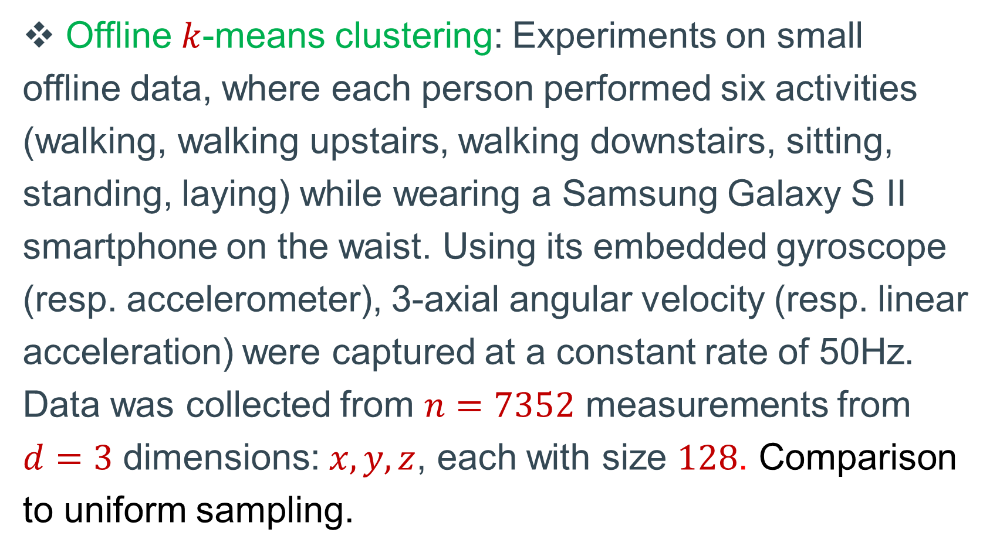 ❖ Offline k-means clustering: Experiments on small
offline data, where each person performed six activities
(walking, walking upstairs, walking downstairs, sitting,
standing, laying) while wearing a Samsung Galaxy S II
smartphone on the waist. Using its embedded gyroscope
(resp. accelerometer), 3-axial angular velocity (resp. linear
acceleration) were captured at a constant rate of 50Hz.
Data was collected from n = 7352 measurements from
d = 3 dimensions: x, y, z, each with size 128. Comparison
to uniform sampling.